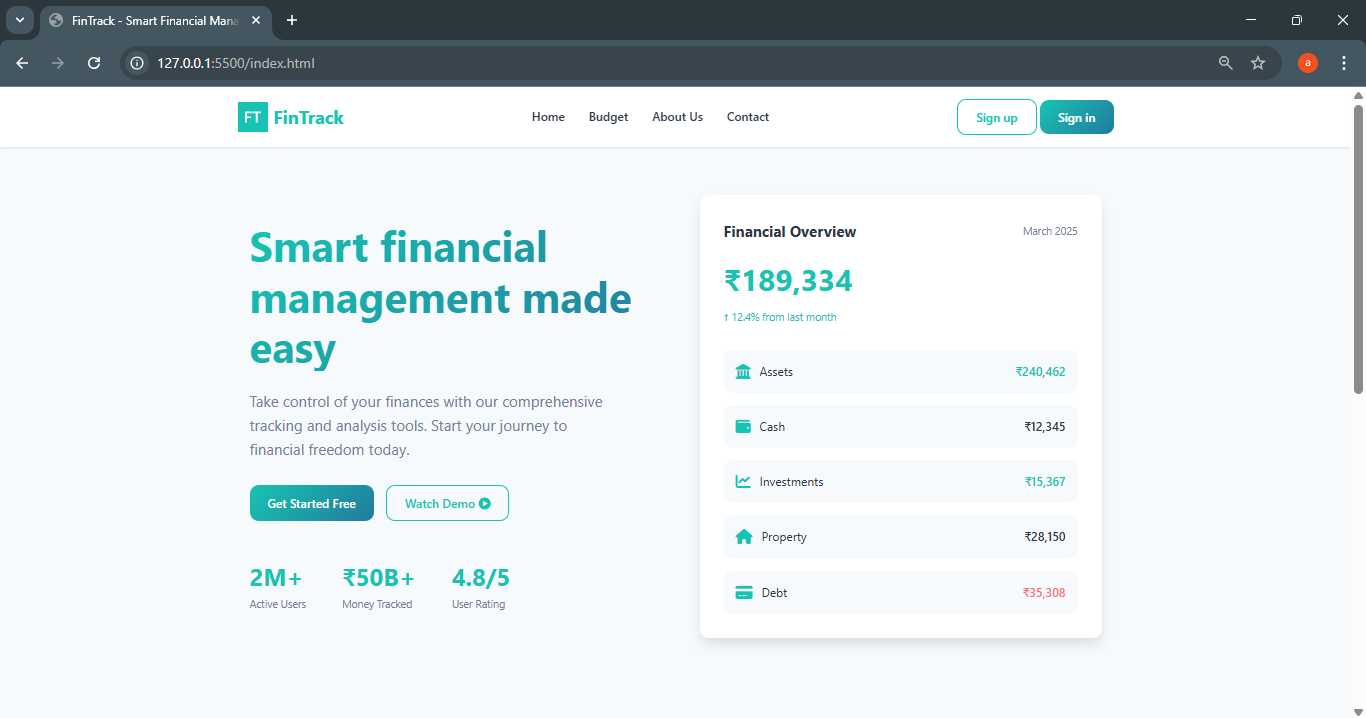 FinTrack - Smart Financial Mana
127.0.0.1:5500/index.html
a
FT FinTrack
Home Budget About Us Contact
Sign up Sign in
Smart financial
management made
easy
Take control of your finances with our comprehensive
tracking and analysis tools. Start your journey to
financial freedom today.
Get Started Free Watch Demo
2M+ ₹50B+ 4.8/5
Active Users Money Tracked User Rating
Financial Overview March 2025
₹189,334
↑ 12.4% from last month
Assets ₹240,462
Cash ₹12,345
Investments ₹15,367
Property ₹28,150
Debt ₹35,308